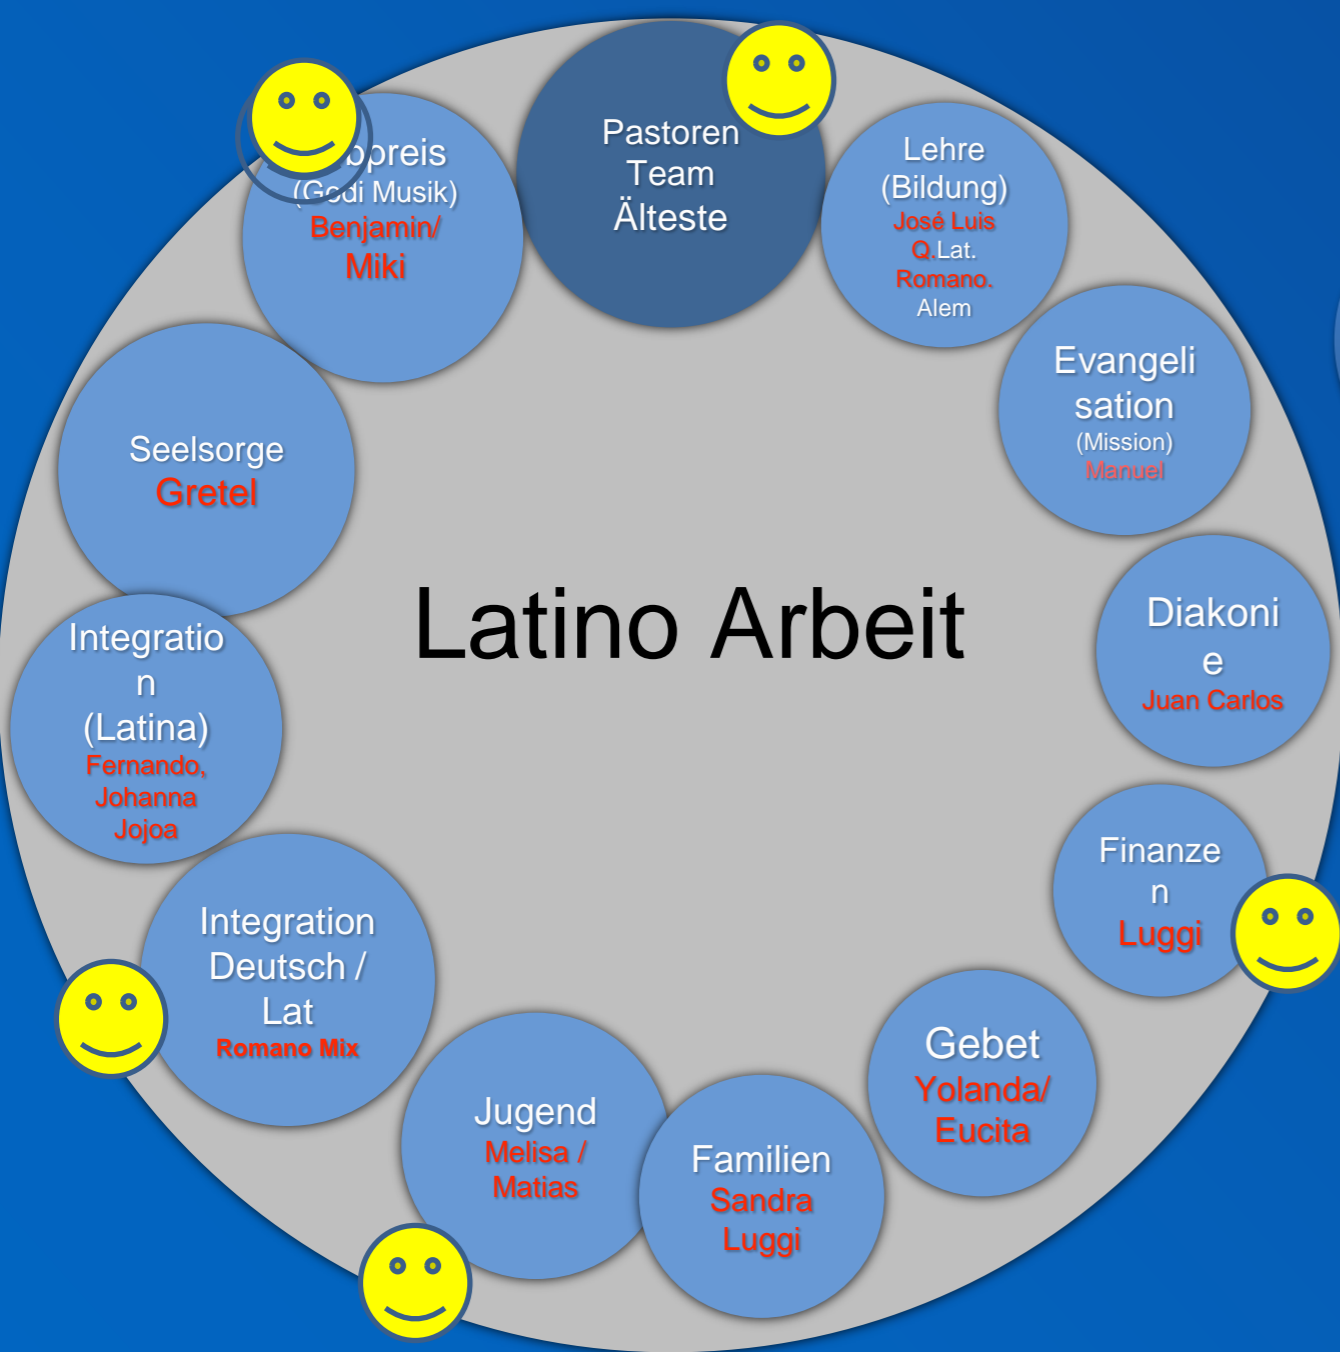 Pastoren
Team
Älteste
Lehre
(Bildung)
José Luis
Q.Lat.
Romano.
Alem
Evangeli
sation
(Mission)
Manuel
Diakoni
e
Juan Carlos
Finanze
n
Luggi
Gebet
Yolanda/
Eucita
Familien
Sandra
Luggi
Jugend
Melisa /
Matias
Integration
Deutsch /
Lat
Romano Mix
Integratio
n
(Latina)
Fernando,
Johanna
Jojoa
Seelsorge
Gretel
(Godi Musik)
Benjamin/
Miki
Latino Arbeit